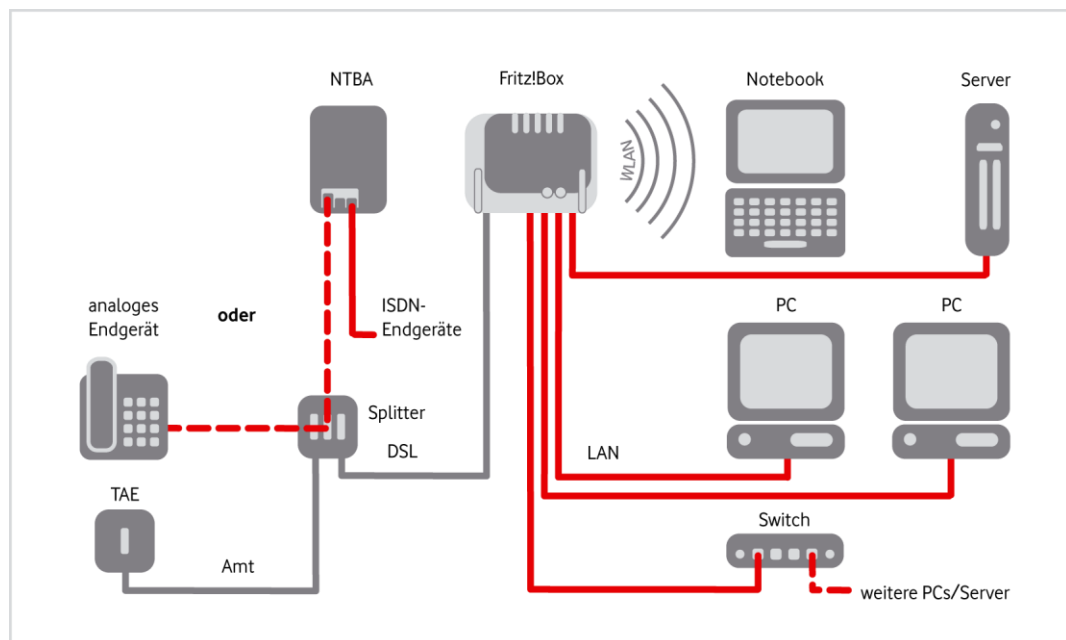 NTBA
Fritz!Box
Notebook
Server
WLAN
analoges
Endgerät
oder
ISDN-
Endgeräte
PC
PC
Splitter
DSL
LAN
TAE
Amt
Switch
weitere PCs/Server